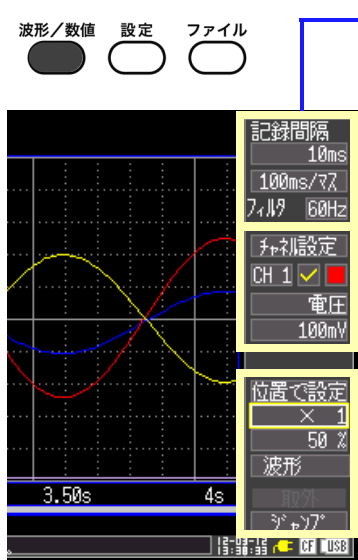 波形／数値 設定 ファイル
記録間隔
10ms
100ms/マス
フィルタ 60Hz
チャネル設定
CH 1
電圧
100mV
位置で設定
× 1
50 %
波形
取外
ジャンプ
3.50s 4s
CF USB